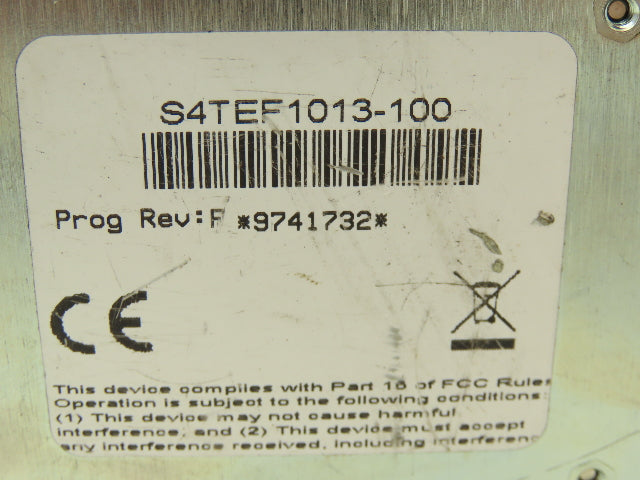 S4TEF1013-100
Prog Rev: *9741732*
CE
This device complies with Part 15 of FCC Rules
Operation is subject to the following conditions:
(1) This device may not cause harmful
interference, and (2) This device must accept
any interference received, including interferenc